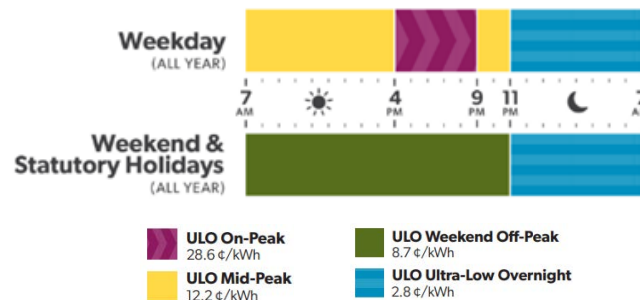 Weekday
(ALL YEAR)
7 4 9 11
AM PM PM PM
Weekend &
Statutory Holidays
(ALL YEAR)
ULO On-Peak
28.6 ¢/kWh
ULO Weekend Off-Peak
8.7 ¢/kWh
ULO Mid-Peak
12.2 ¢/kWh
ULO Ultra-Low Overnight
2.8 ¢/kWh